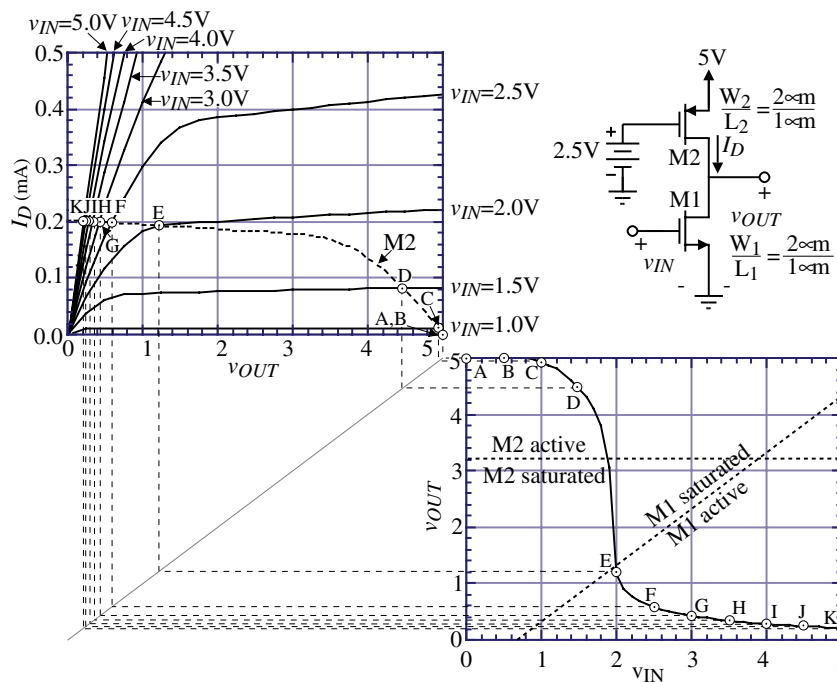 vIN=5.0V
vIN=4.5V
vIN=4.0V
vIN=3.5V
vIN=3.0V
vIN=2.5V
vIN=2.0V
vIN=1.5V
vIN=1.0V
0.5
0.4
0.3
0.2
0.1
0.0
ID (mA)
K J I H F
G
E
M2
D
C
A,B
0 1 2 3 4 5
vOUT
5V
W2/L2 = 2∝m/1∝m
2.5V
+
-
M2
ID
M1
+
vOUT
+
vIN
W1/L1 = 2∝m/1∝m
-
-
5
4
3
2
1
0
vOUT
A B C
D
M2 active
M2 saturated
M1 saturated
M1 active
E
F
G
H
I
J
K
0 1 2 3 4
vIN